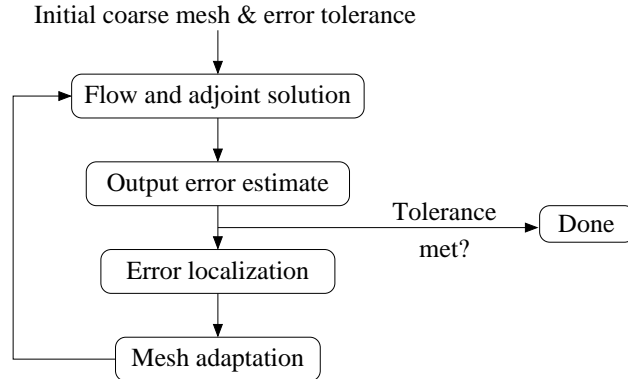 Initial coarse mesh & error tolerance
Flow and adjoint solution
Output error estimate
Tolerance
met?
Done
Error localization
Mesh adaptation